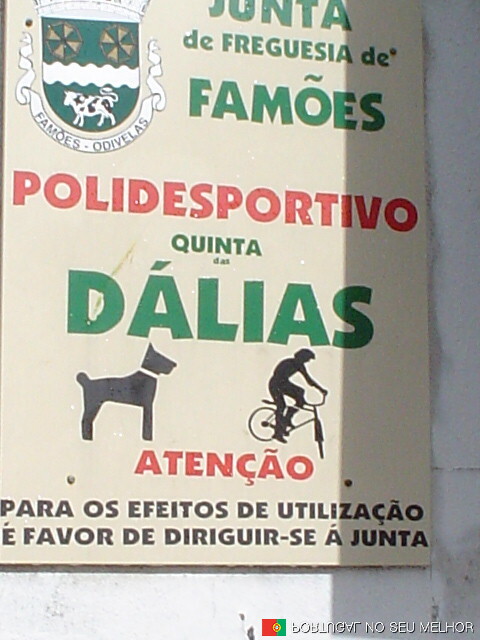 JUNTA
de FREGUESIA de
FAMÕES
FAMÕES - ODIVELAS
POLIDESPORTIVO
QUINTA
das
DÁLIAS
ATENÇÃO
PARA OS EFEITOS DE UTILIZAÇÃO
É FAVOR DE DIRIGUIR-SE Á JUNTA
PORTUGAL NO SEU MELHOR